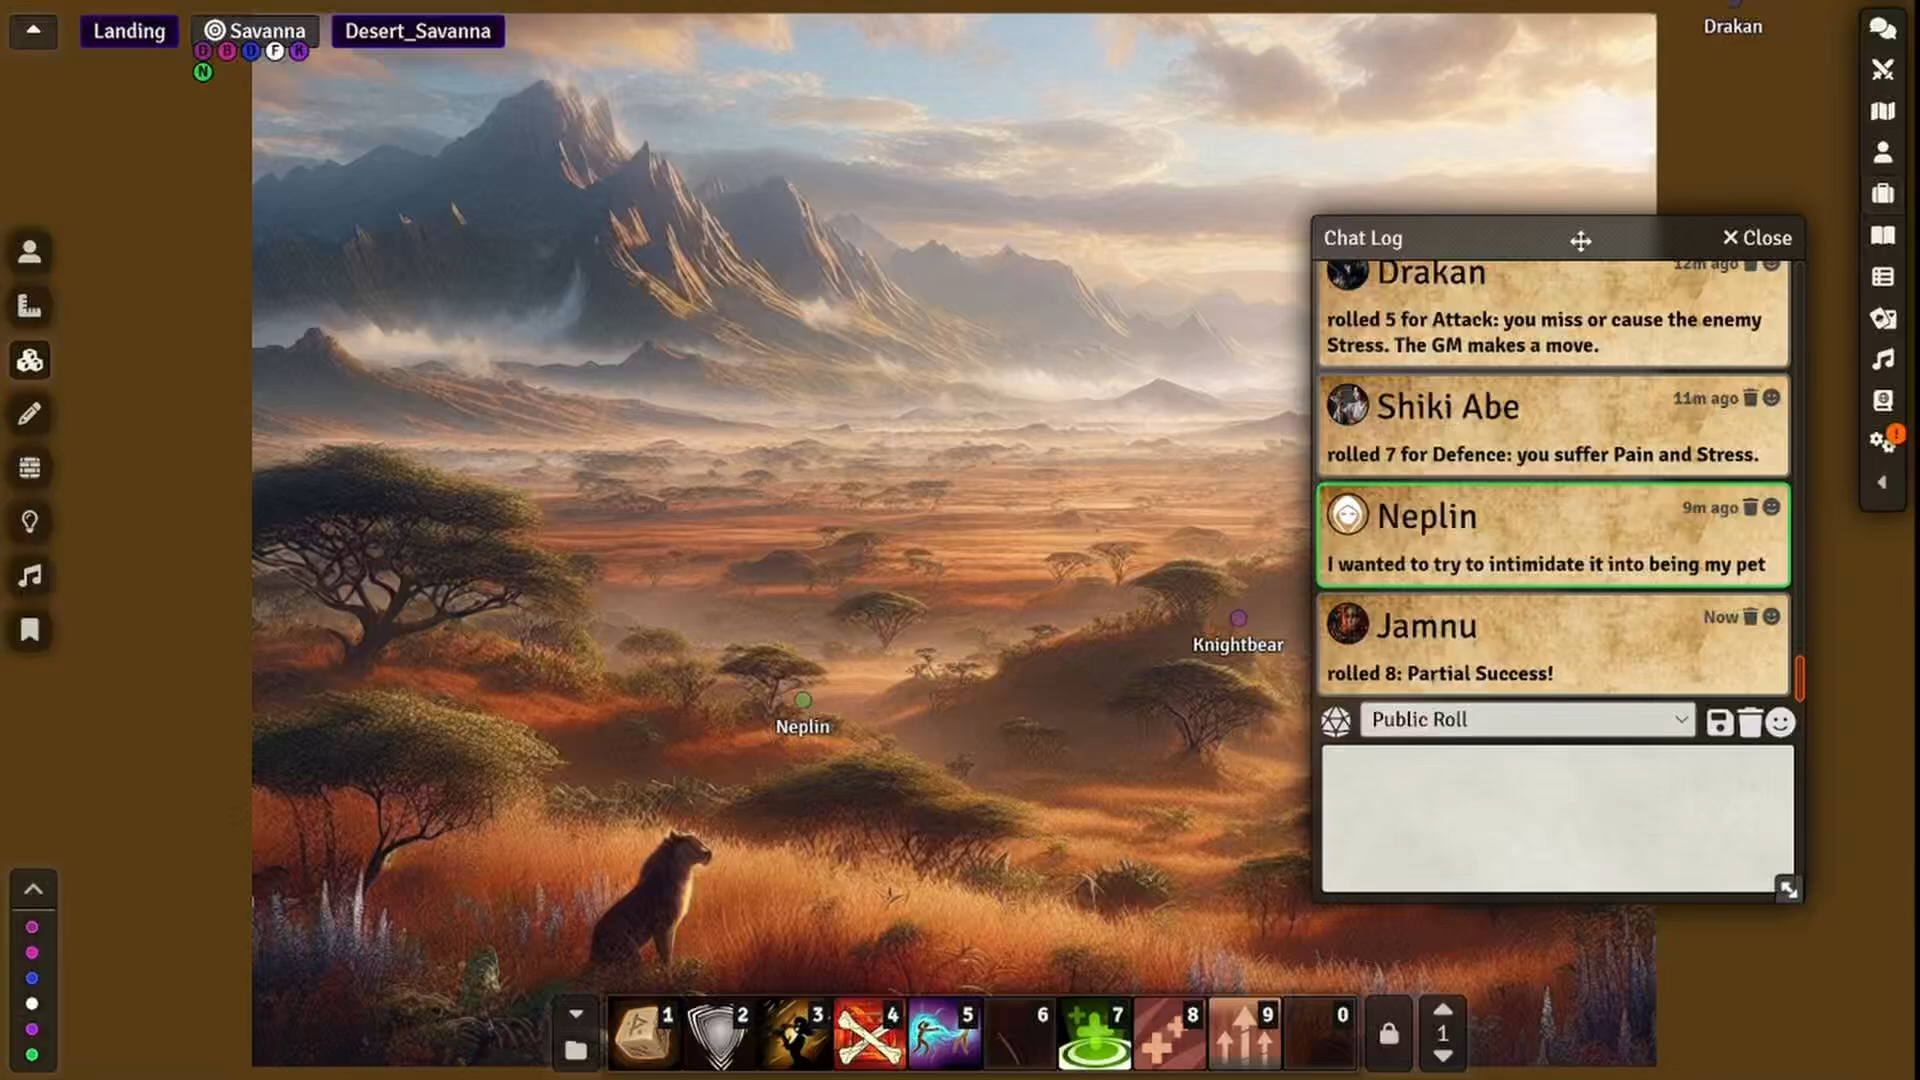 Landing
Savanna
Desert_Savanna
D B D F K
N
Drakan
Chat Log
Close
Drakan
12m ago
rolled 5 for Attack: you miss or cause the enemy
Stress. The GM makes a move.
Shiki Abe
11m ago
rolled 7 for Defence: you suffer Pain and Stress.
Neplin
9m ago
I wanted to try to intimidate it into being my pet
Jamnu
Now
rolled 8: Partial Success!
Public Roll
Knightbear
Neplin
1 2 3 4 5 6 7 8 9 0
1